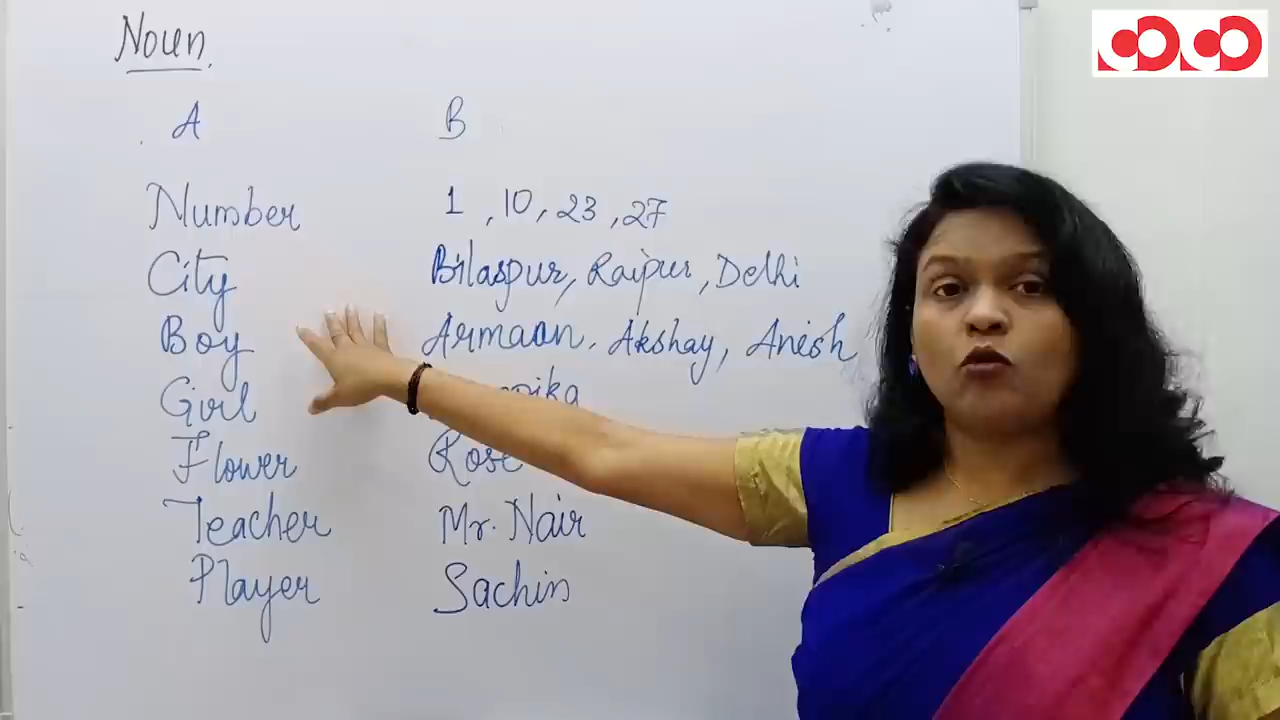 Noun.
A B
Number 1, 10, 23, 27
City Bilaspur, Raipur, Delhi
Boy Armaan. Akshay, Anish
Girl
Flower Rose
Teacher Mr. Nair
Player Sachin